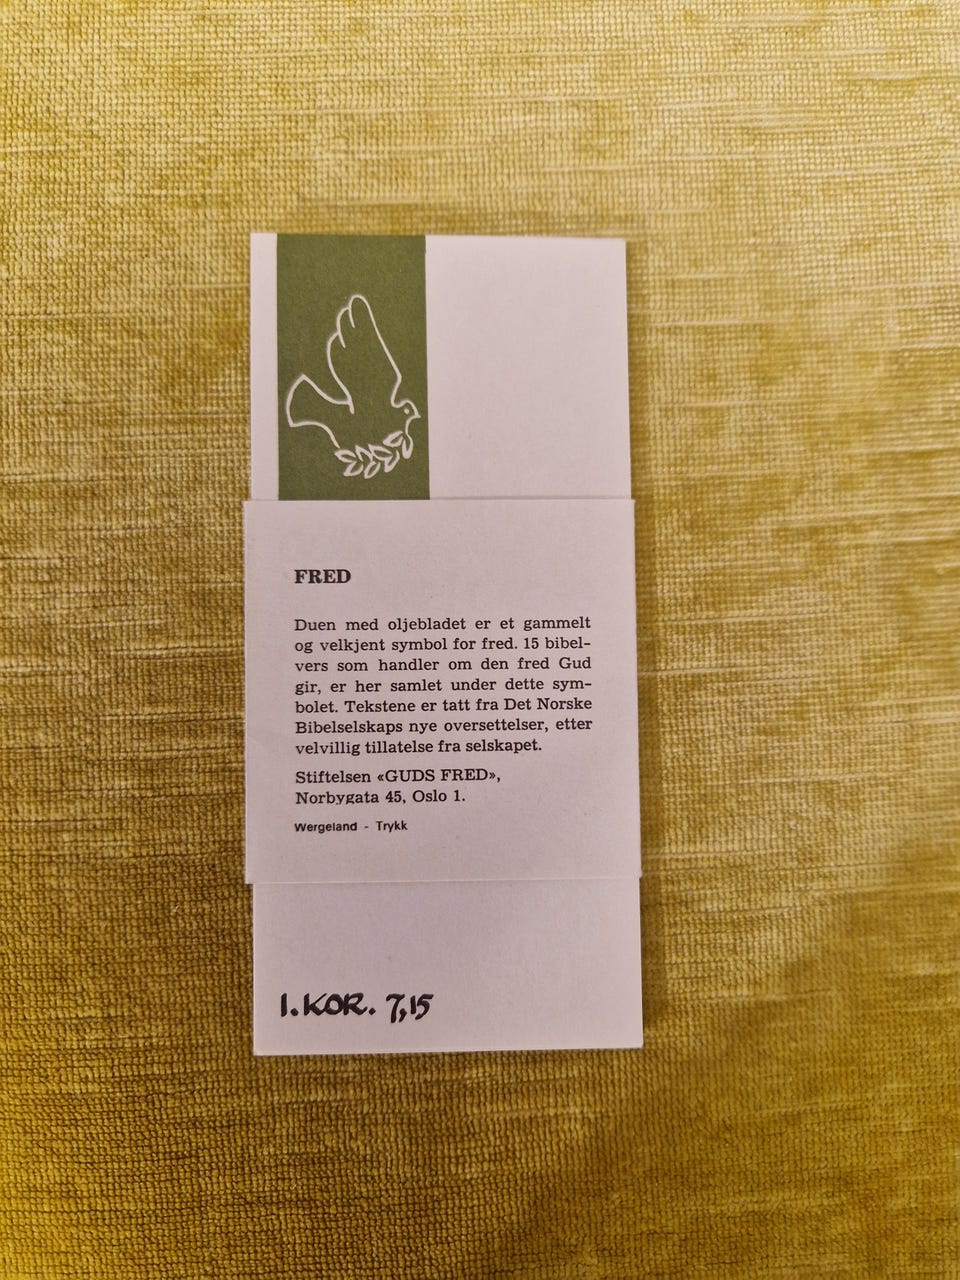 FRED
Duen med oljebladet er et gammelt
og velkjent symbol for fred. 15 bibel-
vers som handler om den fred Gud
gir, er her samlet under dette sym-
bolet. Tekstene er tatt fra Det Norske
Bibelselskaps nye oversettelser, etter
velvillig tillatelse fra selskapet.
Stiftelsen «GUDS FRED»,
Norbygata 45, Oslo 1.
Wergeland - Trykk
1. KOR. 7,15